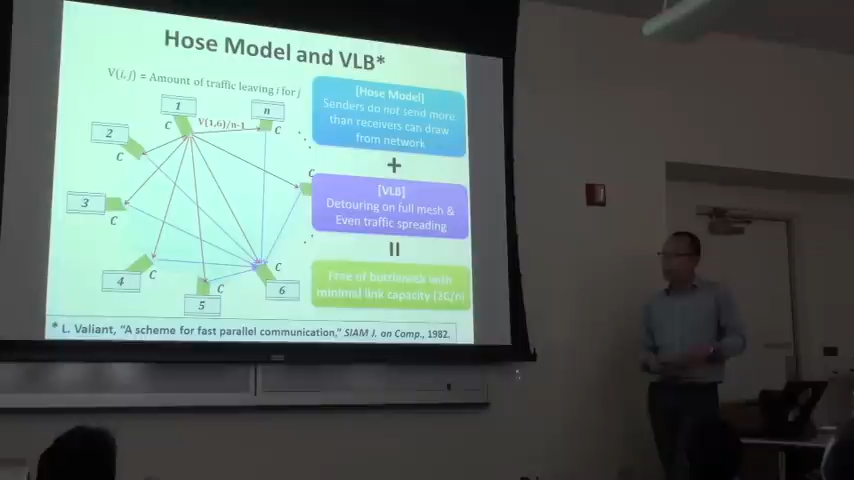 Hose Model and VLB*
V(i, j) = Amount of traffic leaving i for j
1
n
C
V(1,6)/n-1
C
2
C
C
3
C
4
C
5
C
6
C
[Hose Model]
Senders do not send more
than receivers can draw
from network
+
[VLB]
Detouring on full mesh &
Even traffic spreading
=
Free of bottleneck with
minimal link capacity (2C/n)
* L. Valiant, "A scheme for fast parallel communication," SIAM J. on Comp., 1982.